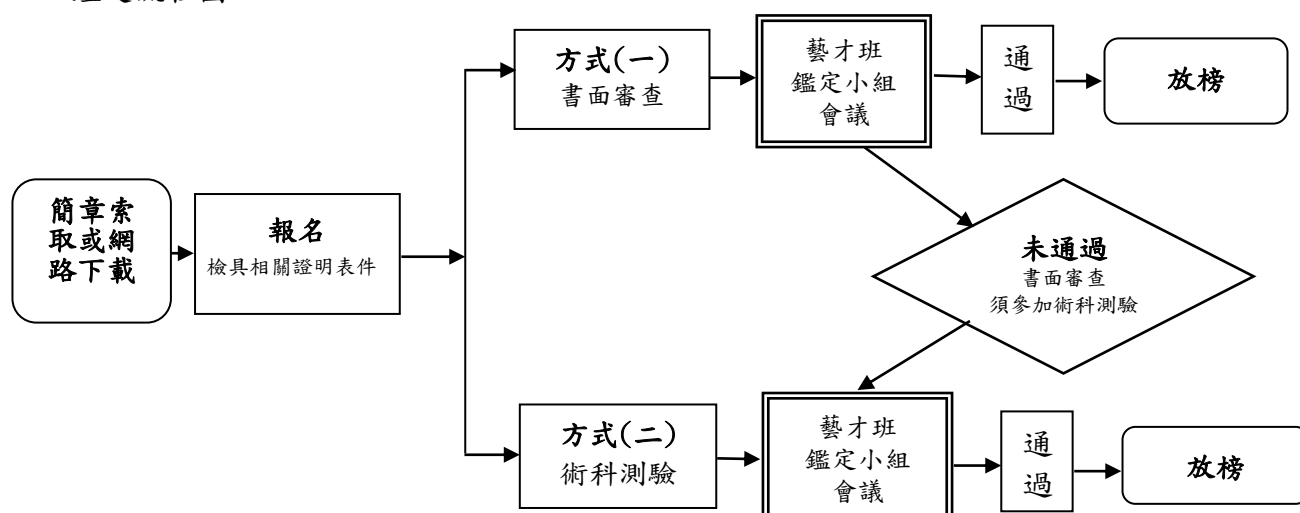 方式(一)
書面審查
藝才班
鑑定小組
會議
通
過
放榜
簡章索
取或網
路下載
報名
檢具相關證明表件
未通過
書面審查
須參加術科測驗
方式(二)
術科測驗
藝才班
鑑定小組
會議
通
過
放榜